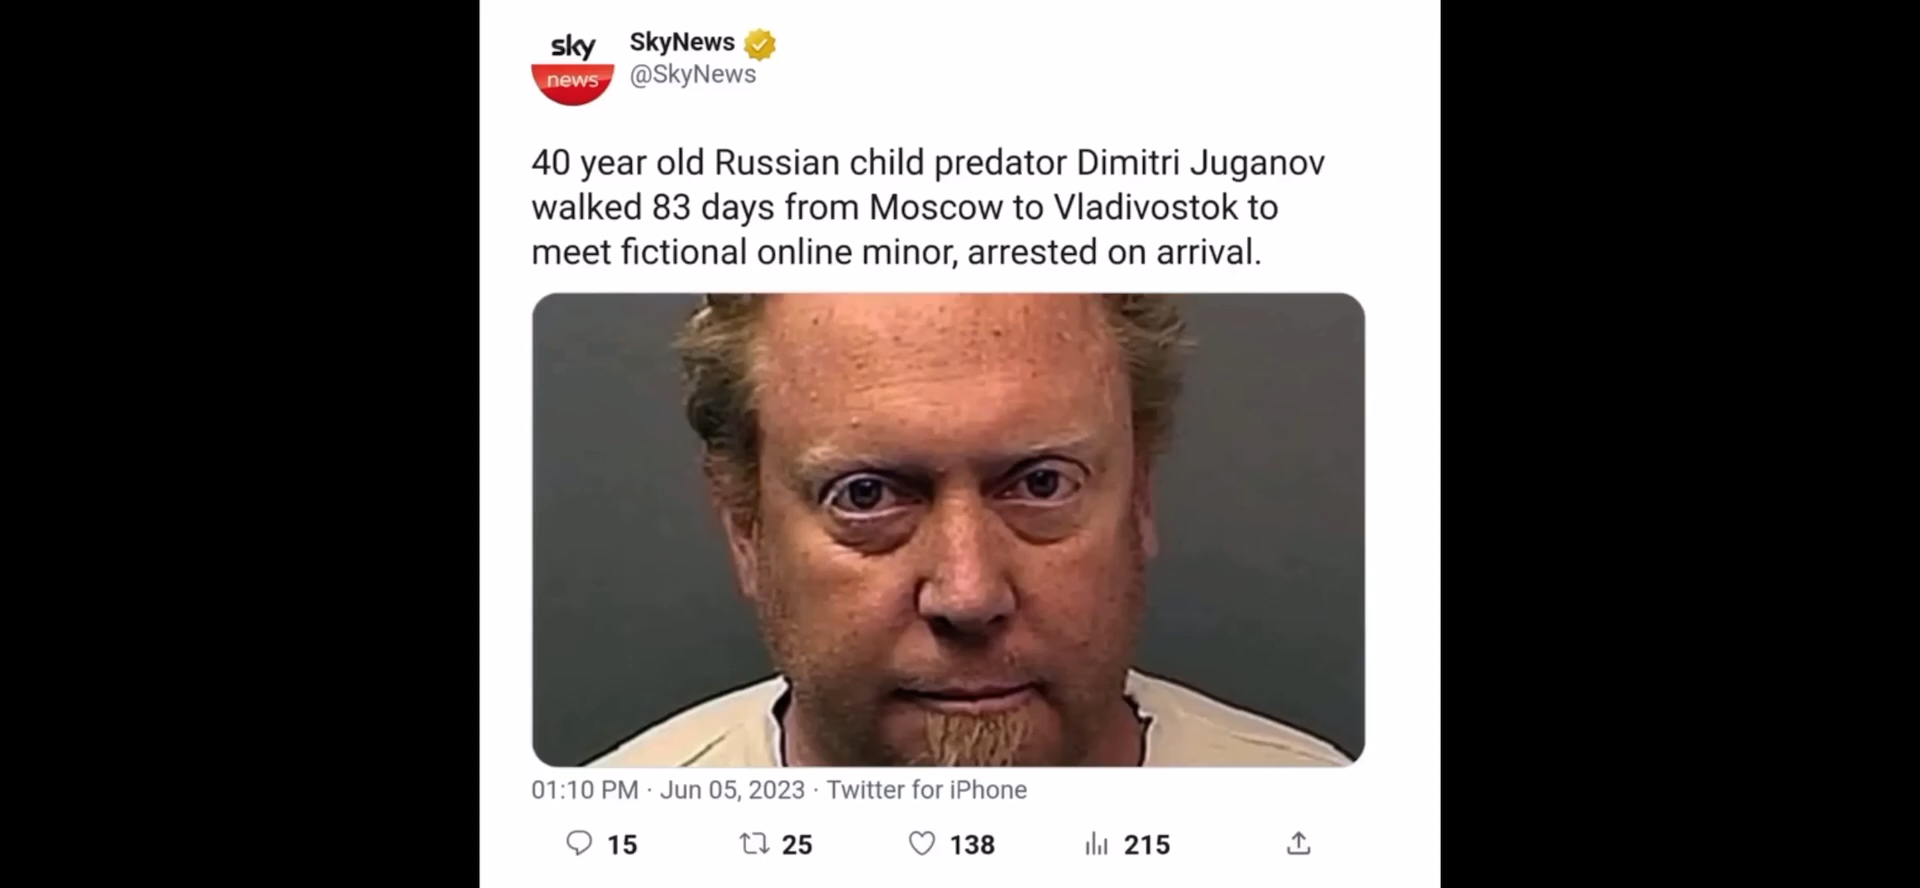 sky
news
SkyNews
@SkyNews
40 year old Russian child predator Dimitri Juganov
walked 83 days from Moscow to Vladivostok to
meet fictional online minor, arrested on arrival.
01:10 PM · Jun 05, 2023 · Twitter for iPhone
15 25 138 215